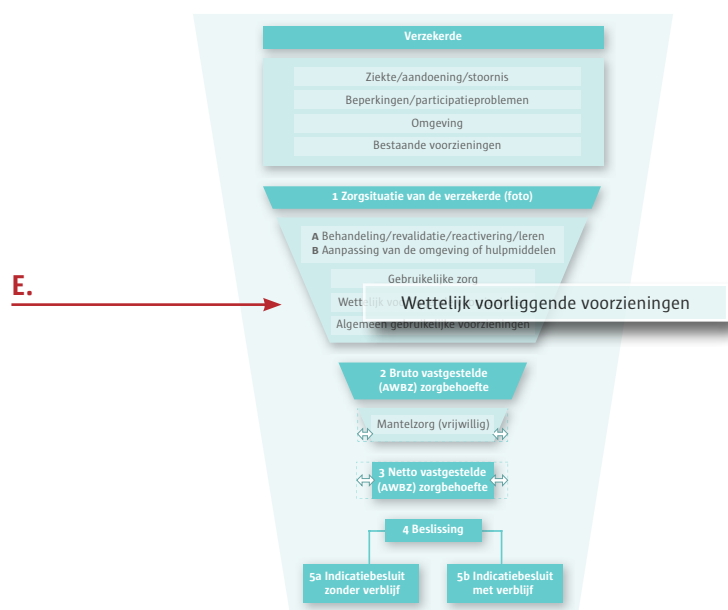 Verzekerde
Ziekte/aandoening/stoornis
Beperkingen/participatieproblemen
Omgeving
Bestaande voorzieningen
1 Zorgsituatie van de verzekerde (foto)
A Behandeling/revalidatie/reactivering/leren
B Aanpassing van de omgeving of hulpmiddelen
E.
Gebruikelijke zorg
Wettelijk voorliggende voorzieningen
Algemeen gebruikelijke voorzieningen
2 Bruto vastgestelde
(AWBZ) zorgbehoefte
Mantelzorg (vrijwillig)
3 Netto vastgestelde
(AWBZ) zorgbehoefte
4 Beslissing
5a Indicatiebesluit
zonder verblijf
5b Indicatiebesluit
met verblijf